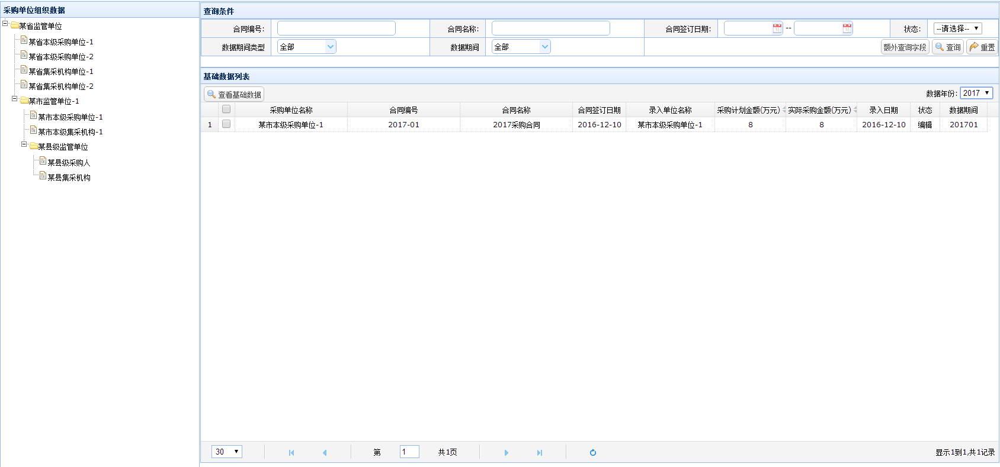 采购单位组织数据
某省监管单位
某省本级采购单位-1
某省本级采购单位-2
某省集采机构单位-1
某省集采机构单位-2
某市监管单位-1
某市本级采购单位-1
某市本级集采机构-1
某县级监管单位
某县级采购人
某县集采机构
查询条件
合同编号: 合同名称: 合同签订日期: -- 状态: --请选择--
数据期间类型 全部 数据期间 全部 额外查询字段 查询 重置
基础数据列表
查看基础数据 数据年份: 2017
采购单位名称 合同编号 合同名称 合同签订日期 录入单位名称 采购计划金额(万元) 实际采购金额(万元) 录入日期 状态 数据期间
1 某市本级采购单位-1 2017-01 2017采购合同 2016-12-10 某市本级采购单位-1 8 8 2016-12-10 编辑 201701
30 第 1 共1页 显示1到1,共1记录